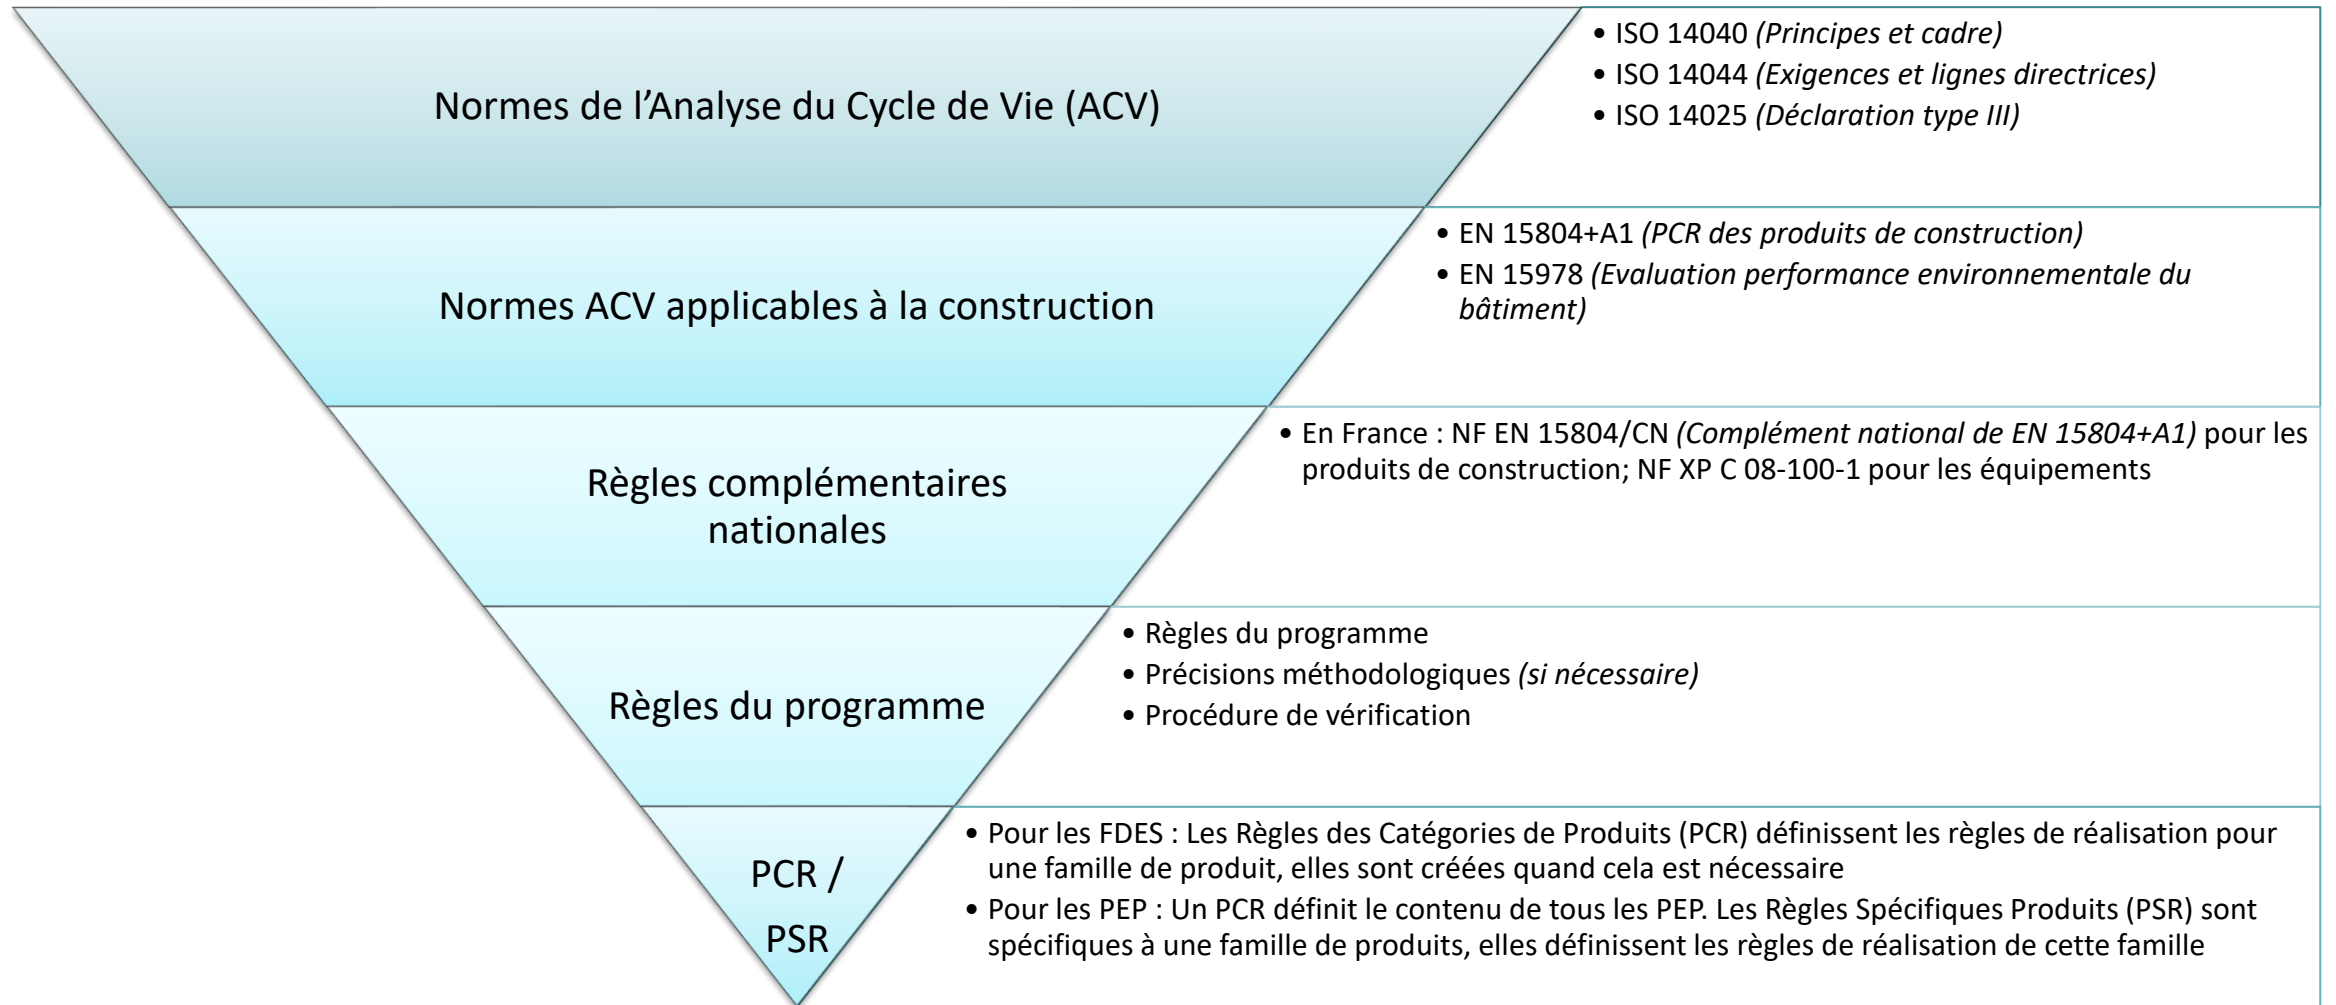 Normes de l’Analyse du Cycle de Vie (ACV)
• ISO 14040 (Principes et cadre)
• ISO 14044 (Exigences et lignes directrices)
• ISO 14025 (Déclaration type III)
Normes ACV applicables à la construction
• EN 15804+A1 (PCR des produits de construction)
• EN 15978 (Evaluation performance environnementale du
bâtiment)
Règles complémentaires
nationales
• En France : NF EN 15804/CN (Complément national de EN 15804+A1) pour les
produits de construction; NF XP C 08-100-1 pour les équipements
Règles du programme
• Règles du programme
• Précisions méthodologiques (si nécessaire)
• Procédure de vérification
PCR /
PSR
• Pour les FDES : Les Règles des Catégories de Produits (PCR) définissent les règles de réalisation pour
une famille de produit, elles sont créées quand cela est nécessaire
• Pour les PEP : Un PCR définit le contenu de tous les PEP. Les Règles Spécifiques Produits (PSR) sont
spécifiques à une famille de produits, elles définissent les règles de réalisation de cette famille